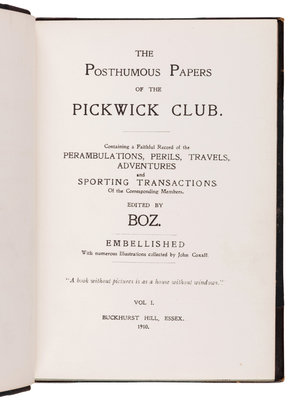 THE
POSTHUMOUS PAPERS
OF THE
PICKWICK CLUB.
Containing a Faithful Record of the
PERAMBULATIONS, PERILS, TRAVELS,
ADVENTURES
and
SPORTING TRANSACTIONS
Of the Corresponding Members.
EDITED BY
BOZ.
EMBELLISHED
With numerous Illustrations collected by John Coxall.
"A book without pictures is as a house without windows."
VOL I.
BUCKHURST HILL, ESSEX.
1910.